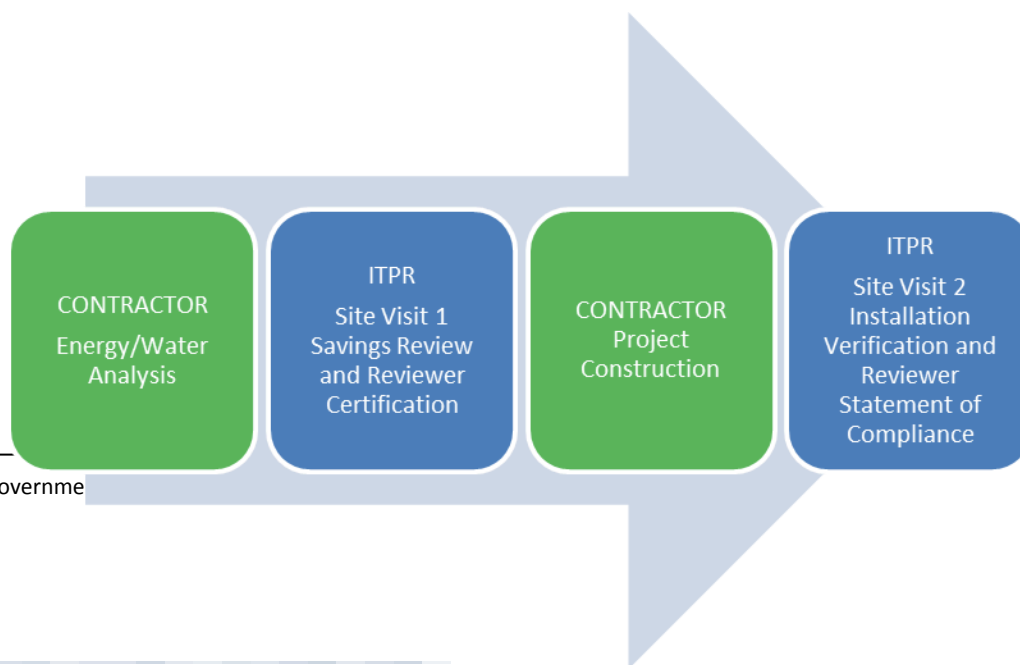 CONTRACTOR
Energy/Water
Analysis
ITPR
Site Visit 1
Savings Review
and Reviewer
Certification
CONTRACTOR
Project
Construction
ITPR
Site Visit 2
Installation
Verification and
Reviewer
Statement of
Compliance